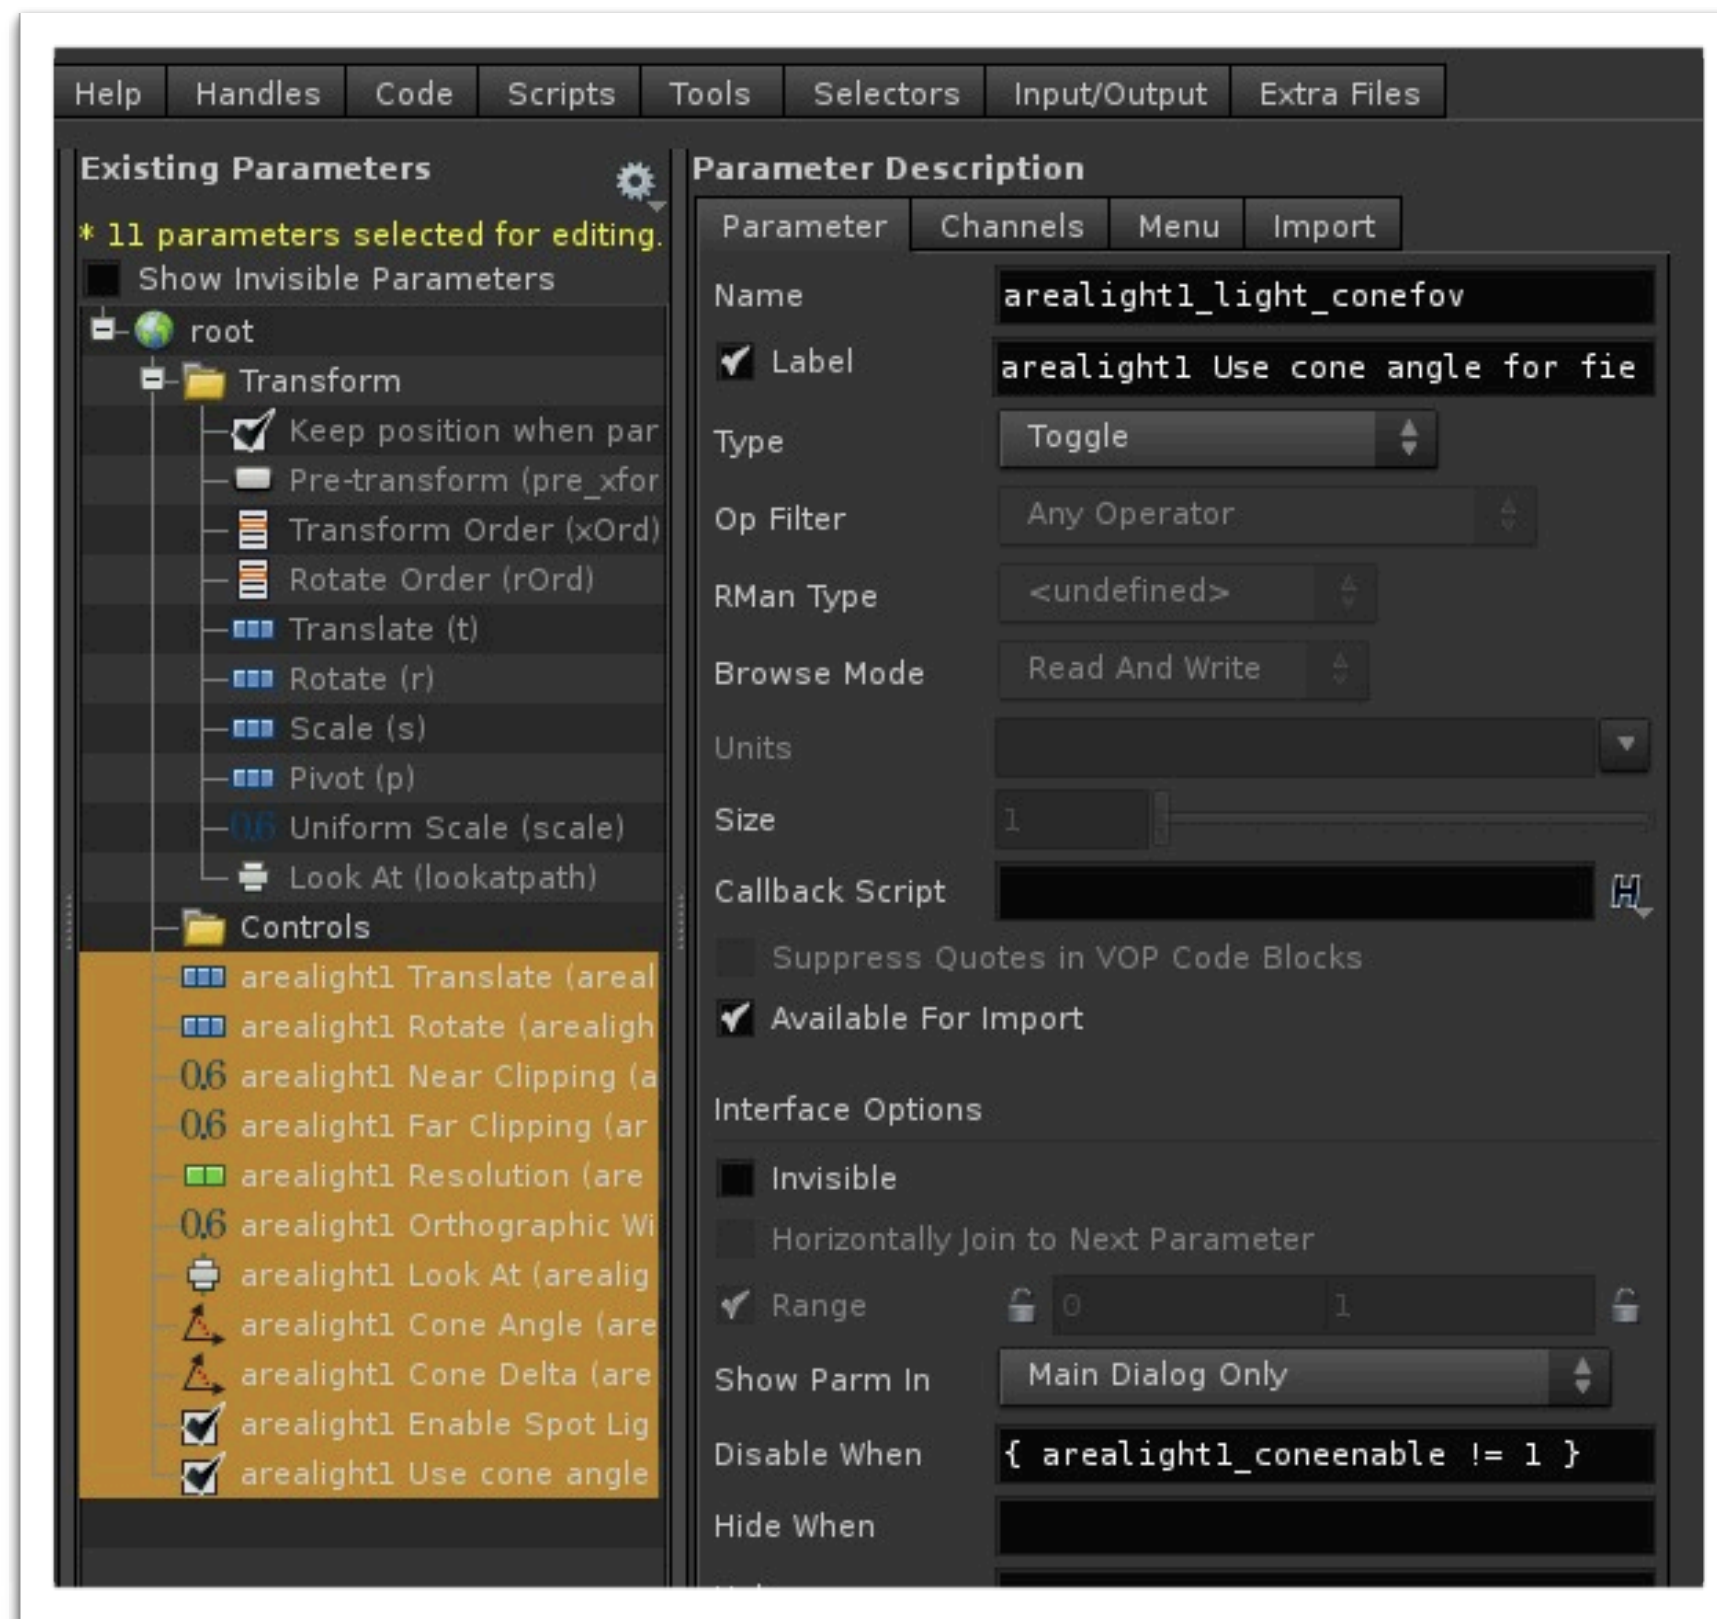 Help Handles Code Scripts Tools Selectors Input/Output Extra Files
Existing Parameters
* 11 parameters selected for editing.
Show Invisible Parameters
root
Transform
Keep position when par
Pre-transform (pre_xfor
Transform Order (xOrd)
Rotate Order (rOrd)
Translate (t)
Rotate (r)
Scale (s)
Pivot (p)
Uniform Scale (scale)
Look At (lookatpath)
Controls
arealight1 Translate (areal
arealight1 Rotate (arealigh
0.6 arealight1 Near Clipping (a
0.6 arealight1 Far Clipping (ar
arealight1 Resolution (are
0.6 arealight1 Orthographic Wi
arealight1 Look At (arealig
arealight1 Cone Angle (are
arealight1 Cone Delta (are
arealight1 Enable Spot Lig
arealight1 Use cone angle
Parameter Description
Parameter Channels Menu Import
Name arealight1_light_conefov
Label arealight1 Use cone angle for fie
Type Toggle
Op Filter Any Operator
RMan Type <undefined>
Browse Mode Read And Write
Units
Size 1
Callback Script
Suppress Quotes in VOP Code Blocks
Available For Import
Interface Options
Invisible
Horizontally Join to Next Parameter
Range 0 1
Show Parm In Main Dialog Only
Disable When { arealight1_coneenable != 1 }
Hide When